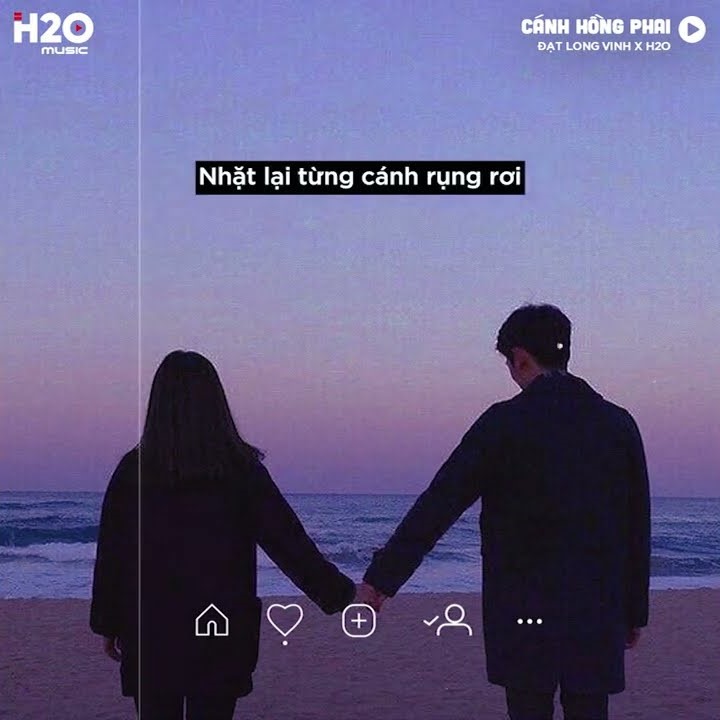 H2O
MUSIC
CÁNH HỒNG PHAI
ĐẠT LONG VINH X H2O
Nhặt lại từng cánh rụng rơi